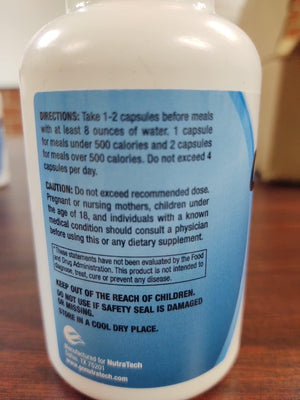 DIRECTIONS: Take 1-2 capsules before meals
with at least 8 ounces of water. 1 capsule
for meals under 500 calories and 2 capsules
for meals over 500 calories. Do not exceed 4
capsules per day.
CAUTION: Do not exceed recommended dose.
Pregnant or nursing mothers, children under
the age of 18, and individuals with a known
medical condition should consult a physician
before using this or any dietary supplement.
These statements have not been evaluated by the Food
and Drug Administration. This product is not intended to
diagnose, treat, cure or prevent any disease.
KEEP OUT OF THE REACH OF CHILDREN.
DO NOT USE IF SAFETY SEAL IS DAMAGED
OR MISSING.
STORE IN A COOL DRY PLACE.
Manufactured for NutraTech
Dallas, TX 75201
www.gonutratech.com